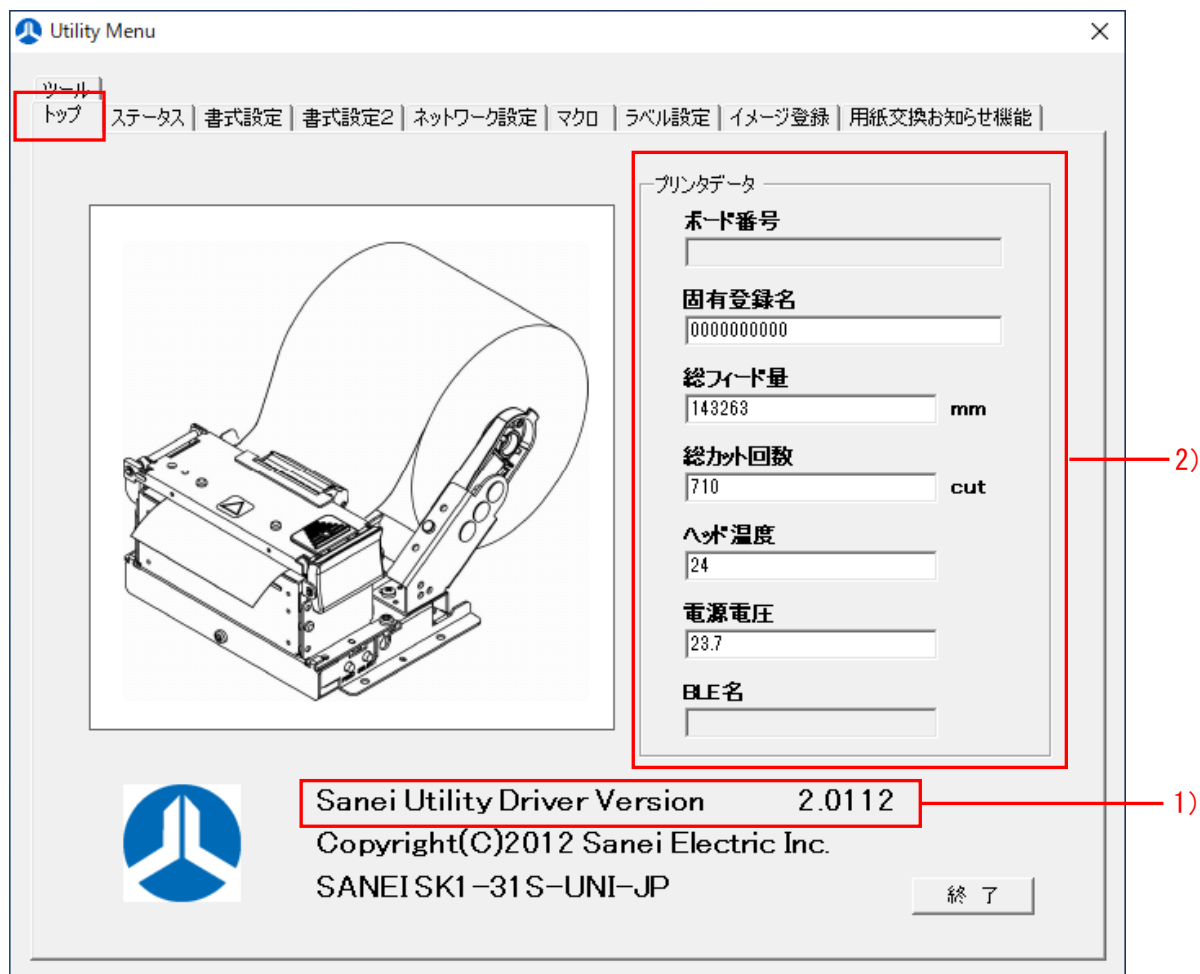 Utility Menu
ツール
トップ ステータス 書式設定 書式設定2 ネットワーク設定 マクロ ラベル設定 イメージ登録 用紙交換お知らせ機能
プリンタデータ
ボード番号
固有登録名
0000000000
総フィード量
143263 mm
総カット回数
710 cut
2)
ヘッド温度
24
電源電圧
23.7
BLE名
Sanei Utility Driver Version 2.0112
1)
Copyright(C)2012 Sanei Electric Inc.
SANEI SK1-31S-UNI-JP
終 了